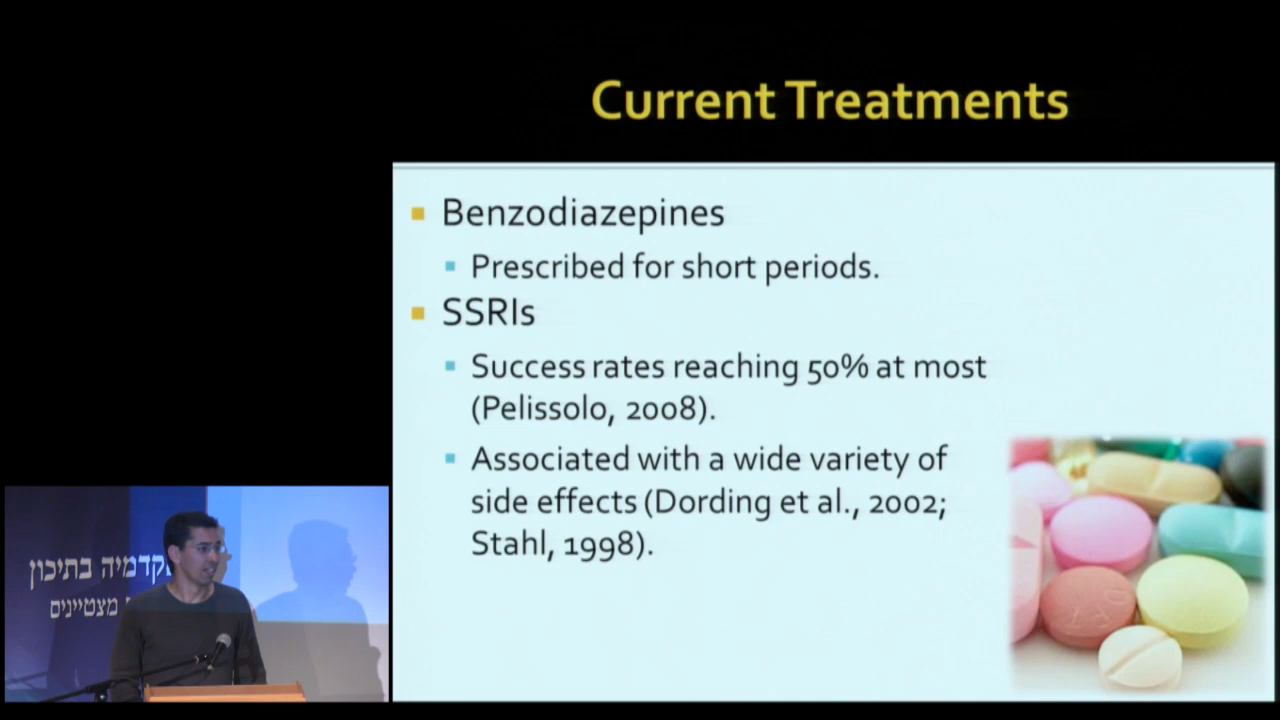 Current Treatments
Benzodiazepines
Prescribed for short periods.
SSRIs
Success rates reaching 50% at most
(Pelissolo, 2008).
Associated with a wide variety of
side effects (Dording et al., 2002;
Stahl, 1998).
בתיכון
מצטיינים